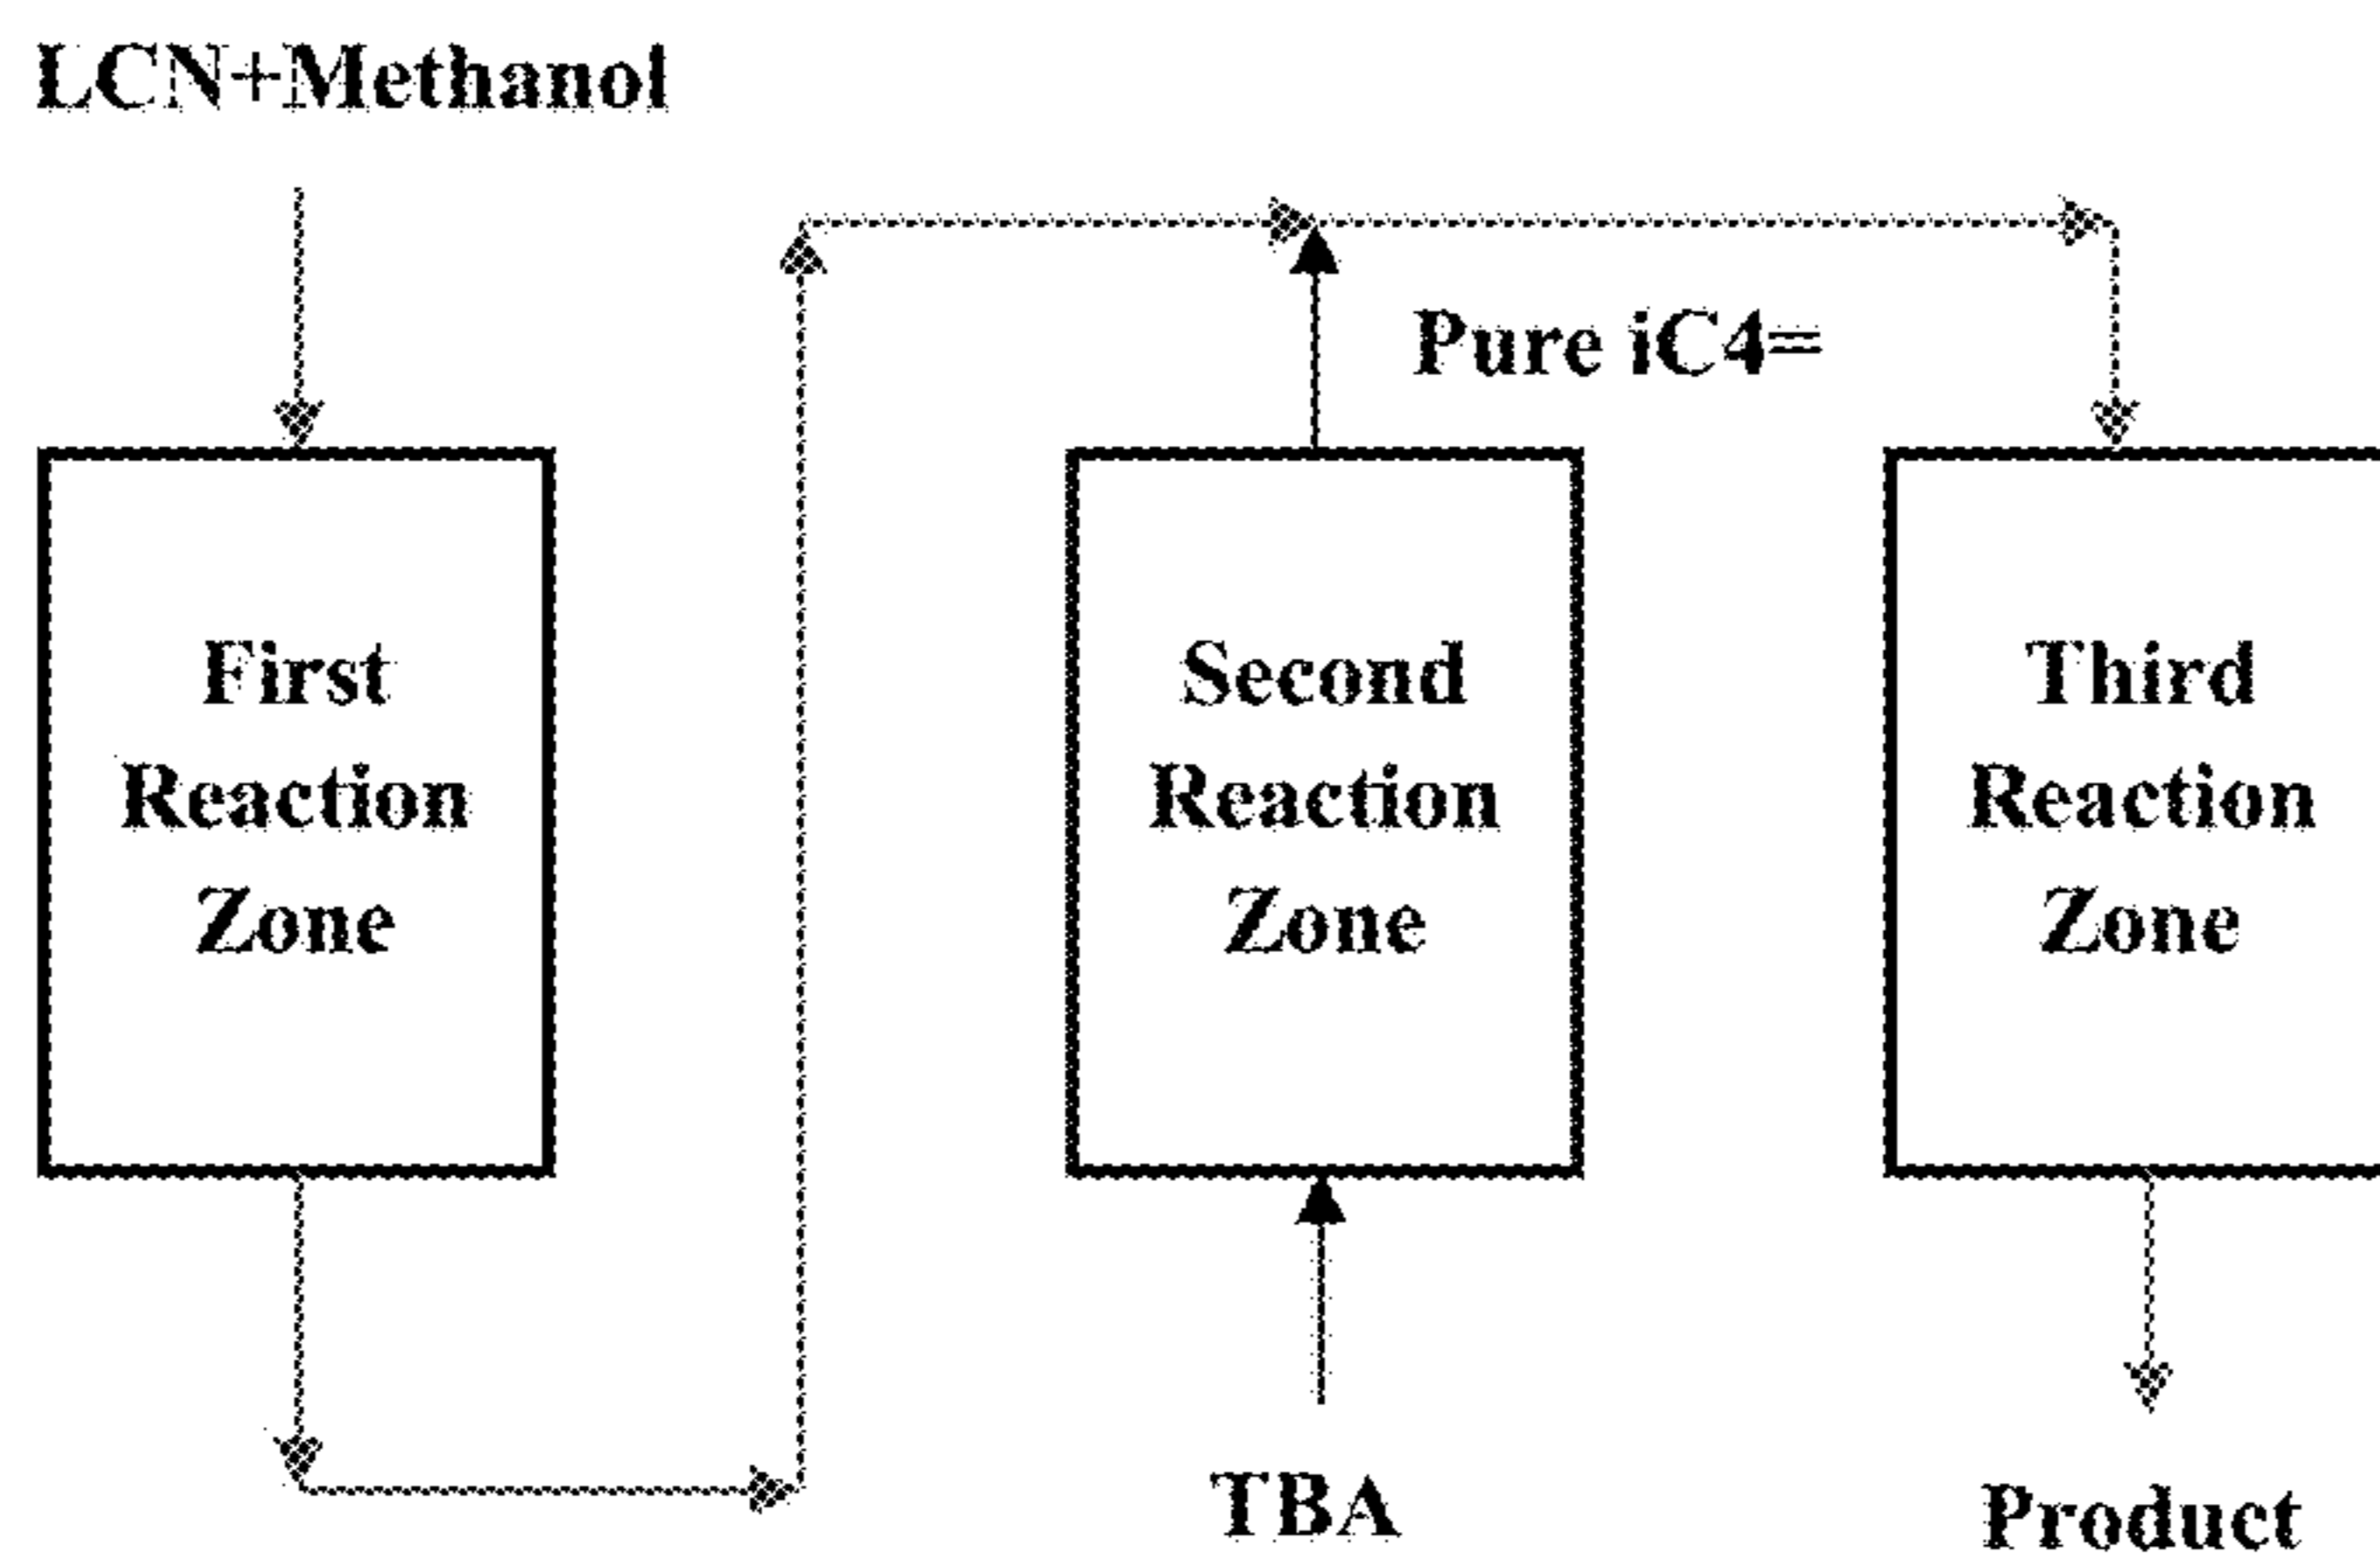 LCN+Methanol
Pure iC4=
First
Reaction
Zone
Second
Reaction
Zone
Third
Reaction
Zone
TBA
Product